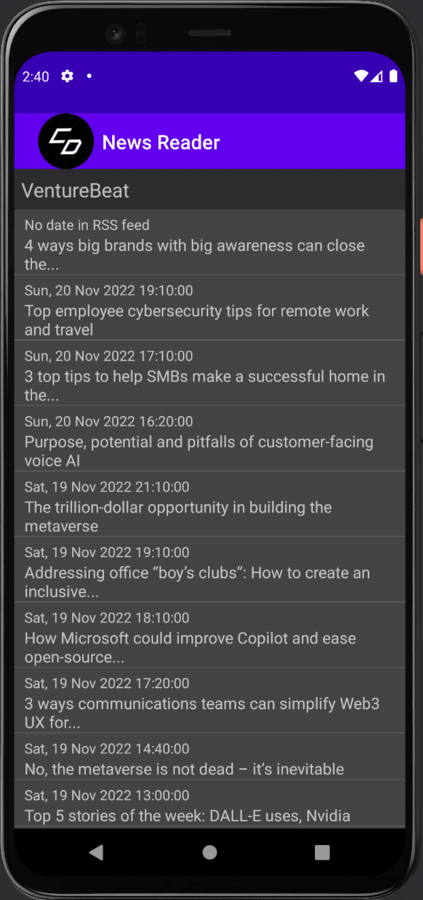 2:40
News Reader
VentureBeat
No date in RSS feed
4 ways big brands with big awareness can close
the...
Sun, 20 Nov 2022 19:10:00
Top employee cybersecurity tips for remote work
and travel
Sun, 20 Nov 2022 17:10:00
3 top tips to help SMBs make a successful home in
the...
Sun, 20 Nov 2022 16:20:00
Purpose, potential and pitfalls of customer-facing
voice AI
Sat, 19 Nov 2022 21:10:00
The trillion-dollar opportunity in building the
metaverse
Sat, 19 Nov 2022 19:10:00
Addressing office “boy’s clubs”: How to create an
inclusive...
Sat, 19 Nov 2022 18:10:00
How Microsoft could improve Copilot and ease
open-source...
Sat, 19 Nov 2022 17:20:00
3 ways communications teams can simplify Web3
UX for...
Sat, 19 Nov 2022 14:40:00
No, the metaverse is not dead – it’s inevitable
Sat, 19 Nov 2022 13:00:00
Top 5 stories of the week: DALL-E uses, Nvidia